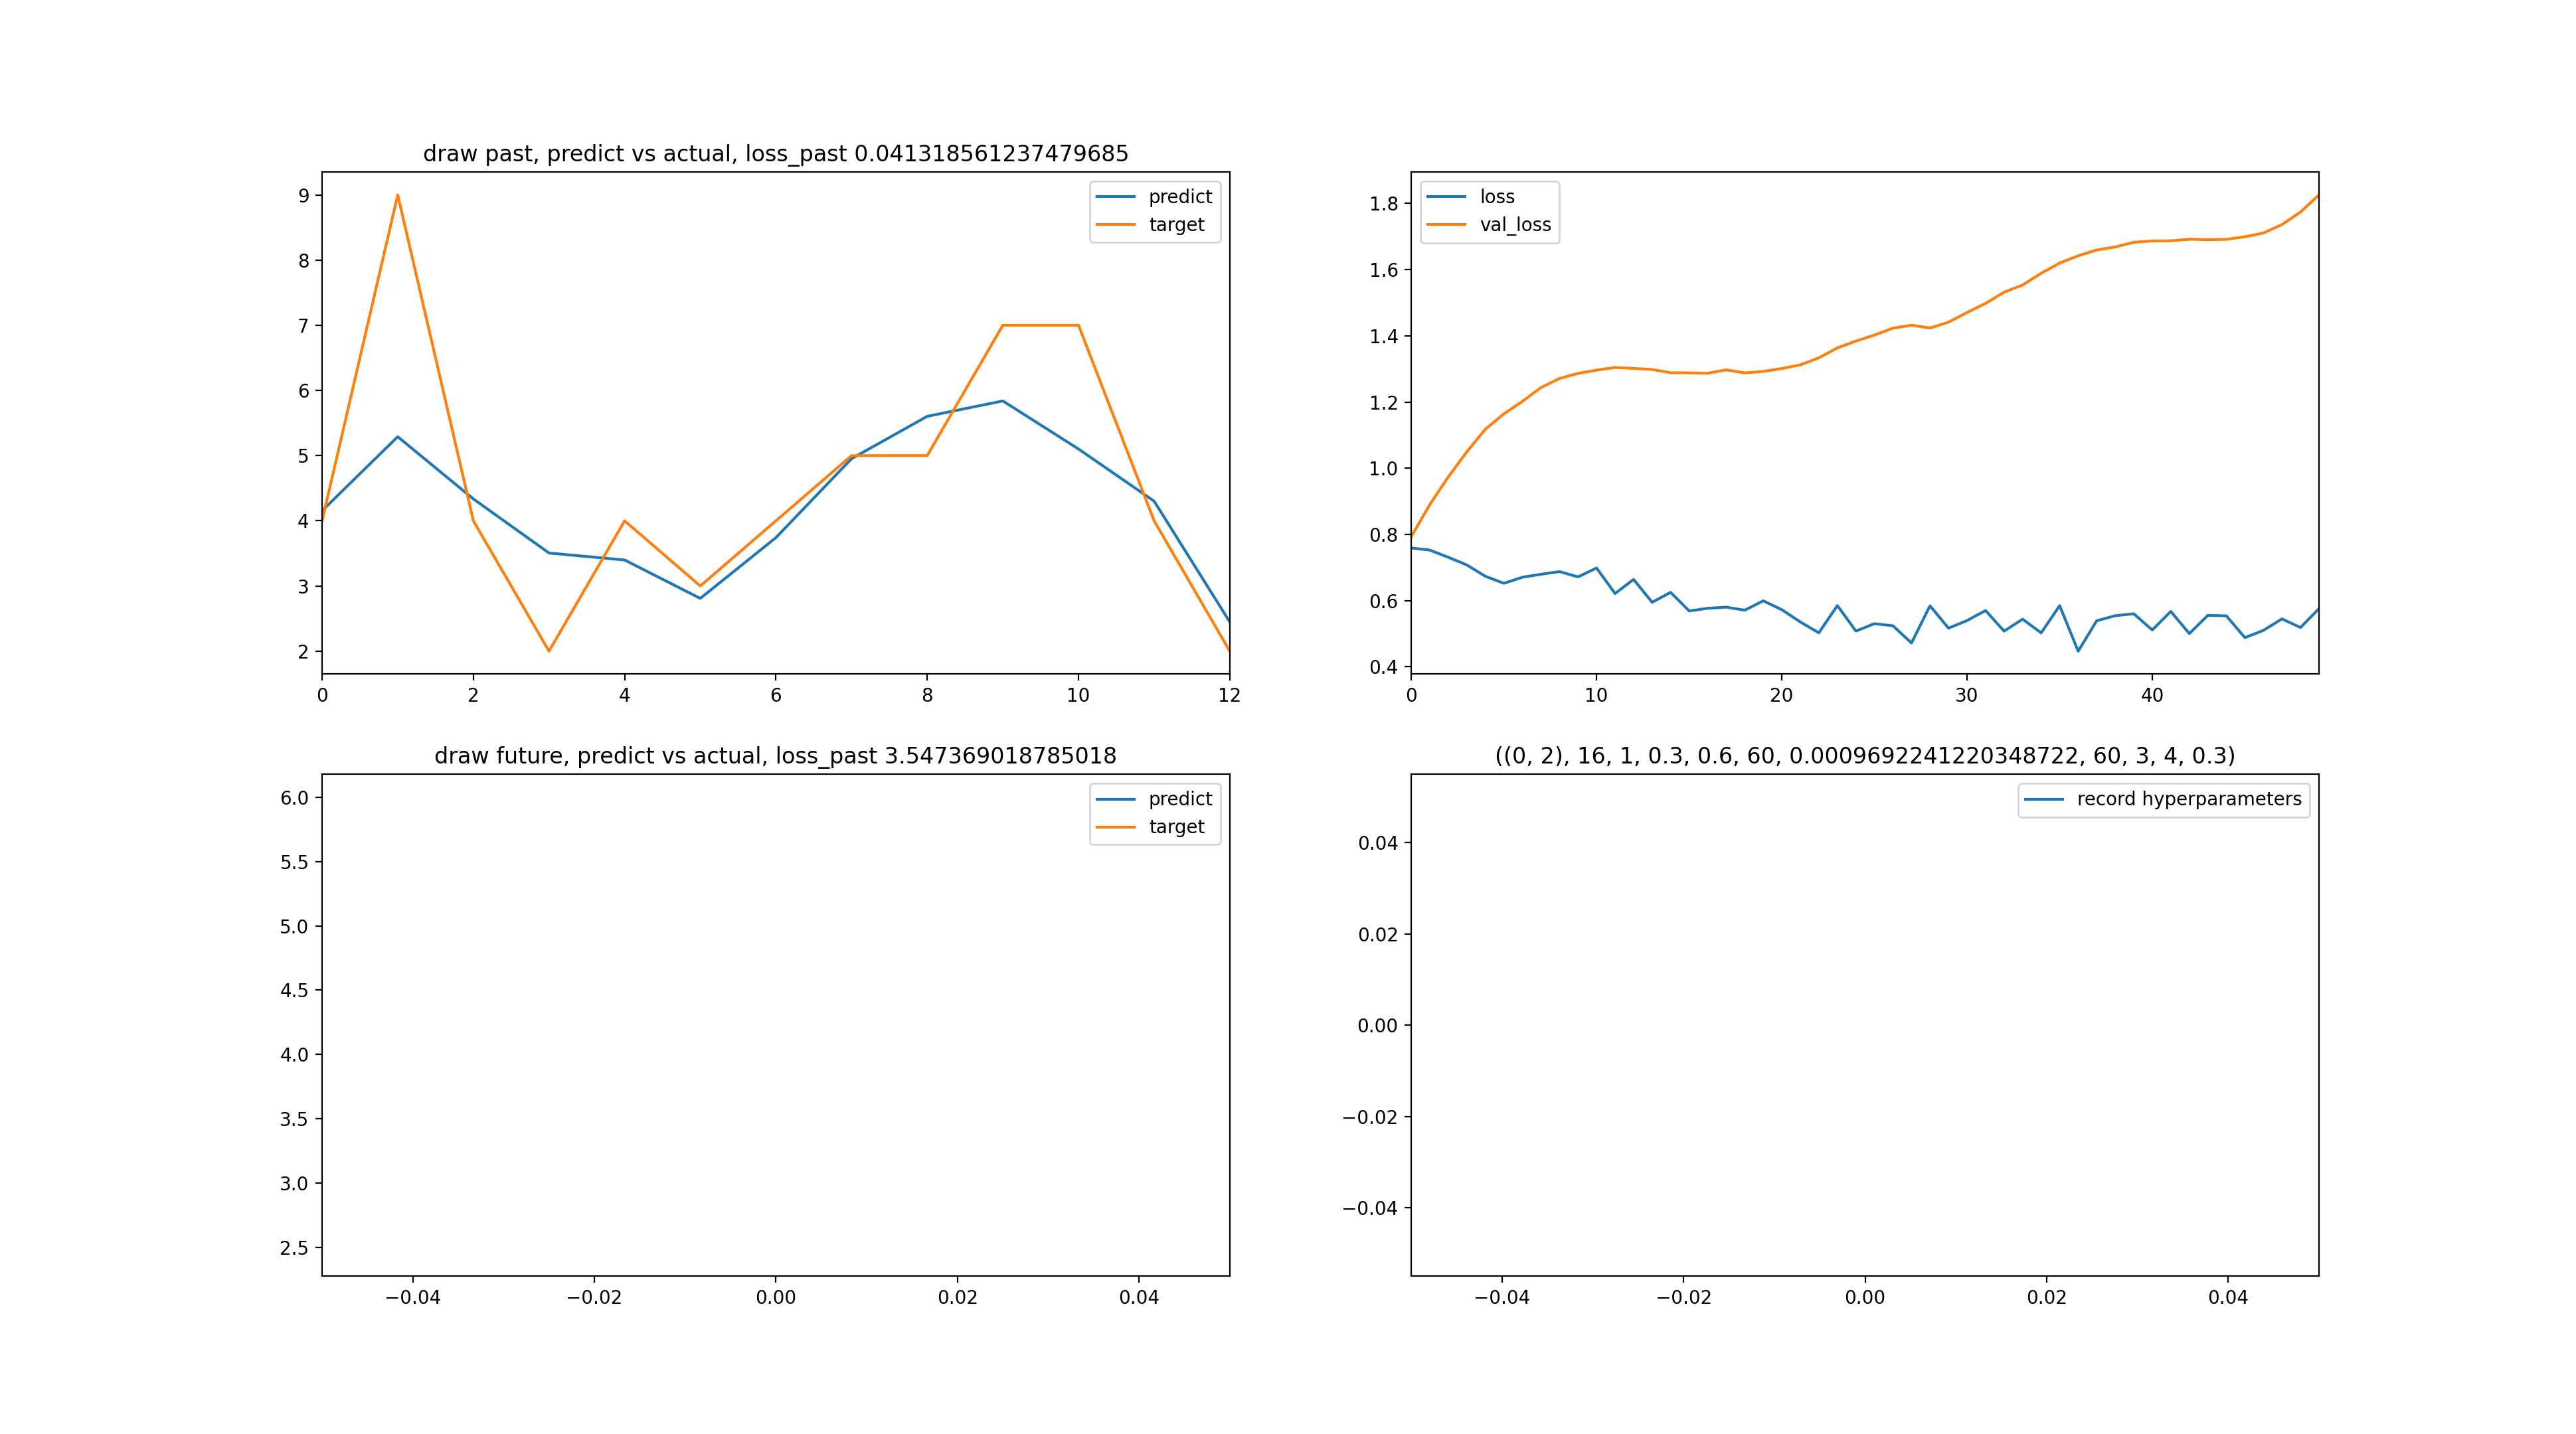 draw past, predict vs actual, loss_past 0.041318561237479685
predict
target
9
8
7
6
5
4
3
2
0 2 4 6 8 10 12
loss
val_loss
1.8
1.6
1.4
1.2
1.0
0.8
0.6
0.4
0 10 20 30 40
draw future, predict vs actual, loss_past 3.547369018785018
predict
target
6.0
5.5
5.0
4.5
4.0
3.5
3.0
2.5
−0.04 −0.02 0.00 0.02 0.04
((0, 2), 16, 1, 0.3, 0.6, 60, 0.0009692241220348722, 60, 3, 4, 0.3)
record hyperparameters
0.04
0.02
0.00
−0.02
−0.04
−0.04 −0.02 0.00 0.02 0.04